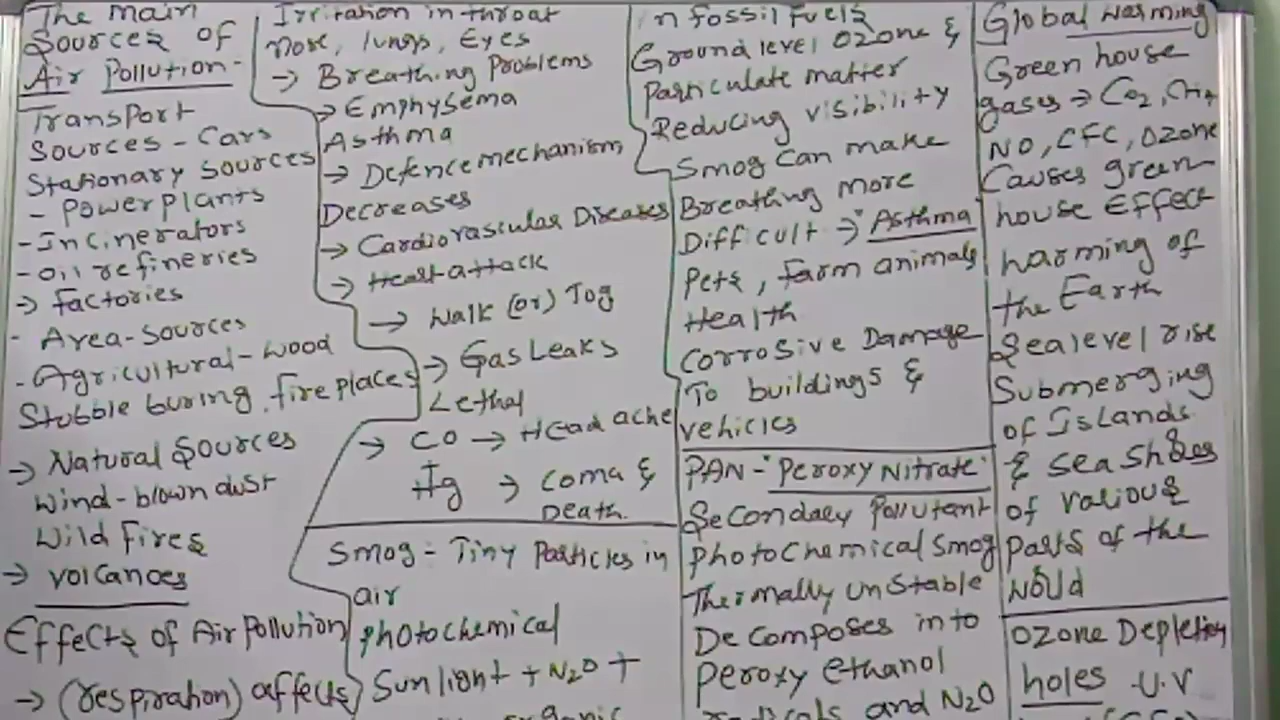 The main
Sources of
Air Pollution-
Transport
Sources - Cars
Stationary Sources
- Power plants
- Incinerators
- oil refineries
→ factories
- Area-sources
- Agricultural - wood
Stubble buring, fire places
→ Natural Sources
Wind-blown dust
Wild Fires
→ volcanoes
Effects of Air Pollution
→ (respiration) affects
Irritation in throat
nose, lungs, Eyes
→ Breathing Problems
→ Emphysema
Asthma
→ Defence mechanism
Decreases
→ Cardiovascular Diseases
→ Heart attack
→ Walk (or) Jog
→ Gas Leaks
Lethal
→ CO → Head ache
Hg → Coma &
Death.
Smog - Tiny Particles in
air
photochemical
Sunlight + N2O +
n fossil Fuels
Ground level Ozone &
Particulate matter
Reducing visibility
Smog Can make
Breathing more
Difficult → "Asthma
Pets, farm animals
Health
Corrosive Damage
To buildings &
vehicles
PAN - "Peroxy Nitrate"
Secondaey Pollutant
photochemical Smog
Thermally unstable
Decomposes into
Peroxy ethanol
and N2O
Global warming
Green house
gases → CO2, CH4
NO, CFC, Ozone
Causes green-
house Effect
warming of
the Earth
Sea level rise
Submerging
of Islands
& Sea Shores
of various
Parts of the
World
Ozone Depletion
holes - U.V